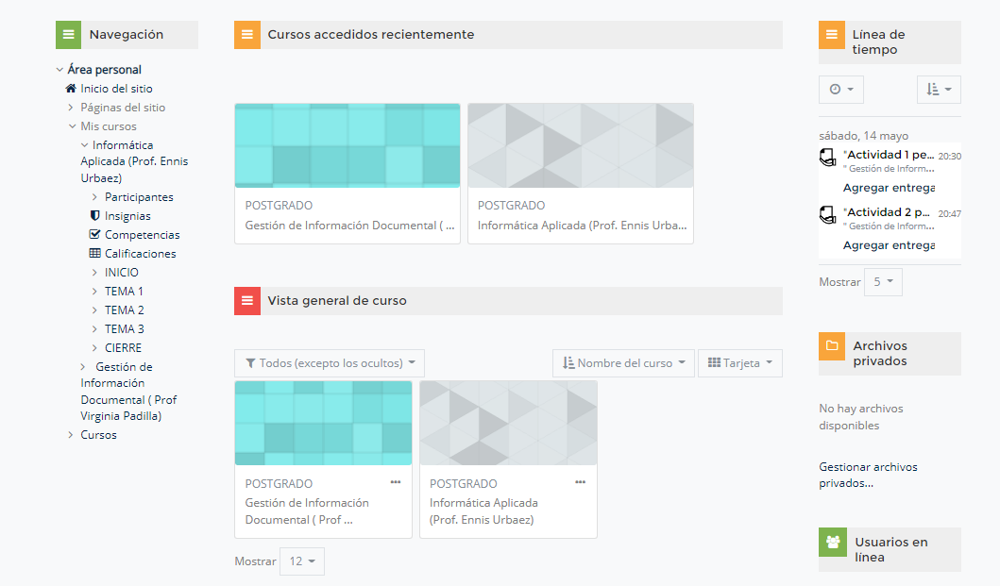 Navegación
Área personal
Inicio del sitio
Páginas del sitio
Mis cursos
Informática
Aplicada (Prof. Ennis
Urbaez)
Participantes
Insignias
Competencias
Calificaciones
INICIO
TEMA 1
TEMA 2
TEMA 3
CIERRE
Gestión de
Información
Documental ( Prof
Virginia Padilla)
Cursos
Cursos accedidos recientemente
POSTGRADO
Gestión de Información Documental ( ...
POSTGRADO
Informática Aplicada (Prof. Ennis Urba...
Vista general de curso
Todos (excepto los ocultos)
Nombre del curso
Tarjeta
POSTGRADO
Gestión de Información
Documental ( Prof ...
POSTGRADO
Informática Aplicada
(Prof. Ennis Urbaez)
Mostrar 12
Línea de
tiempo
sábado, 14 mayo
"Actividad 1 pe... 20:30
" Gestión de Inform...
Agregar entrega
"Actividad 2 p... 20:47
" Gestión de Inform...
Agregar entrega
Mostrar 5
Archivos
privados
No hay archivos
disponibles
Gestionar archivos
privados...
Usuarios en
línea